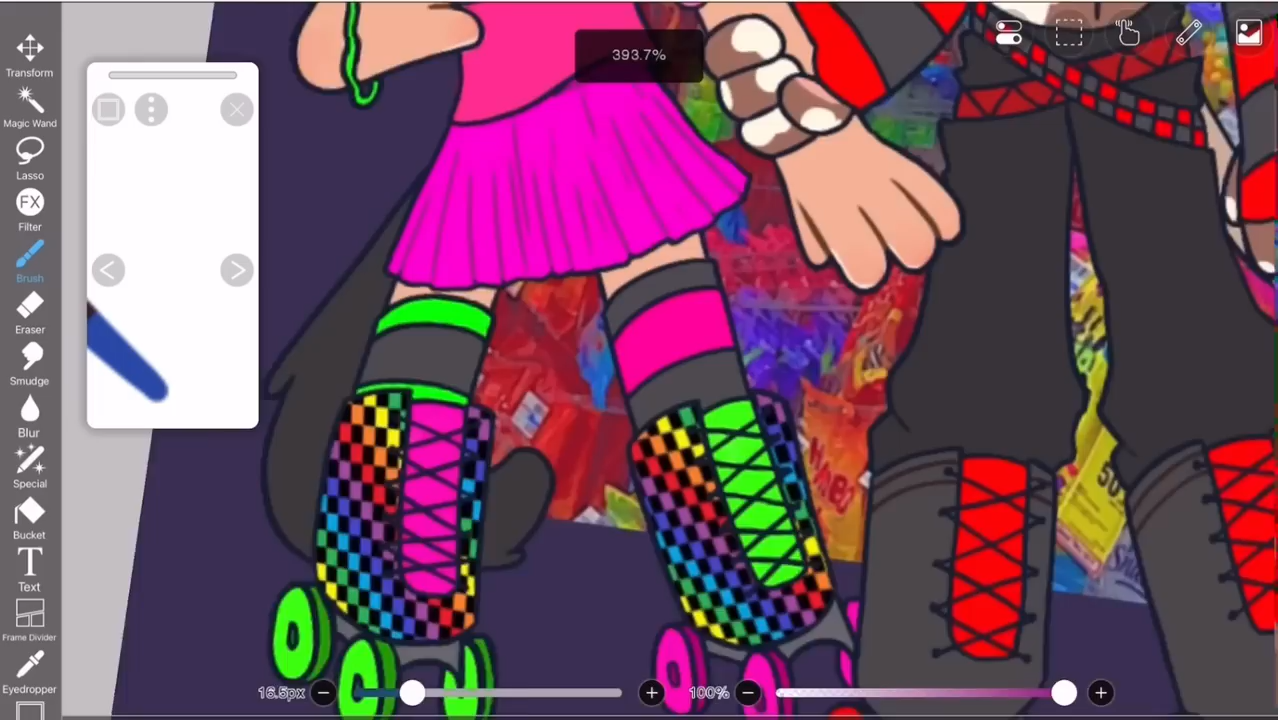 393.7%
Transform
Magic Wand
Lasso
FX
Filter
Brush
Eraser
Smudge
Blur
Special
Bucket
T
Text
Frame Divider
Eyedropper
16.5px
100%
50